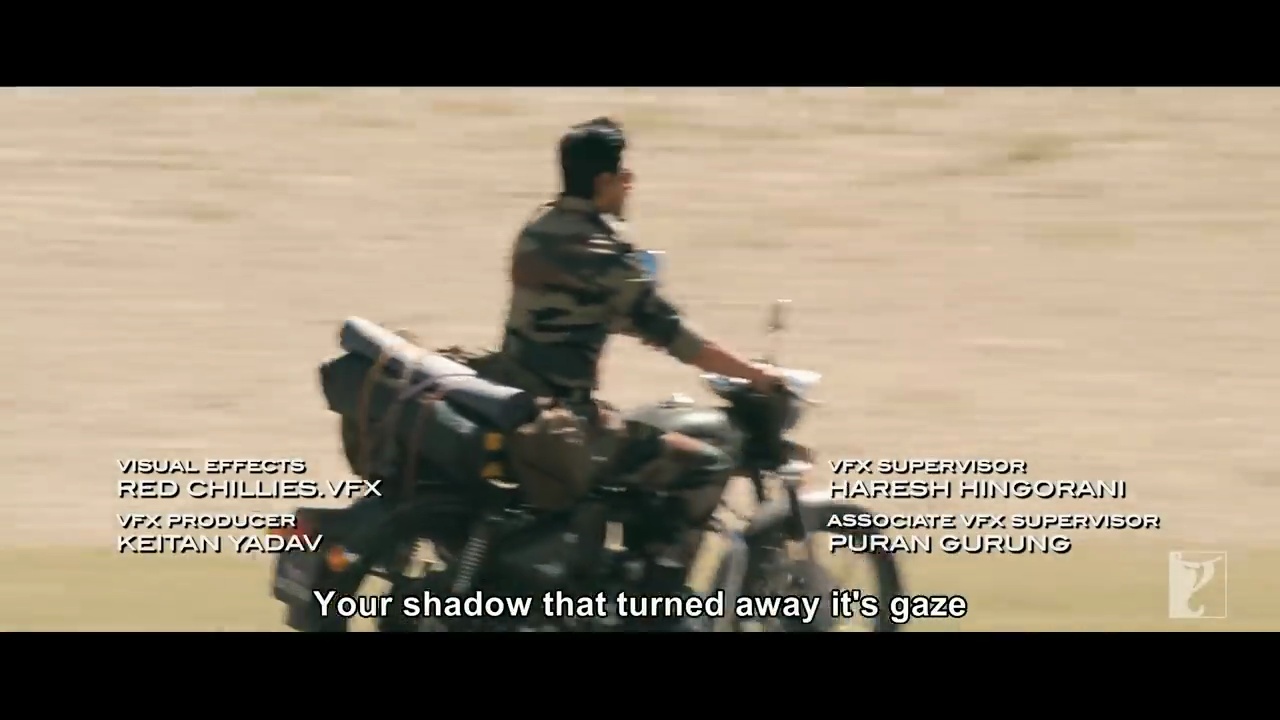 VISUAL EFFECTS
RED CHILLIES.VFX
VFX PRODUCER
KEITAN YADAV
VFX SUPERVISOR
HARESH HINGORANI
ASSOCIATE VFX SUPERVISOR
PURAN GURUNG
Your shadow that turned away it's gaze